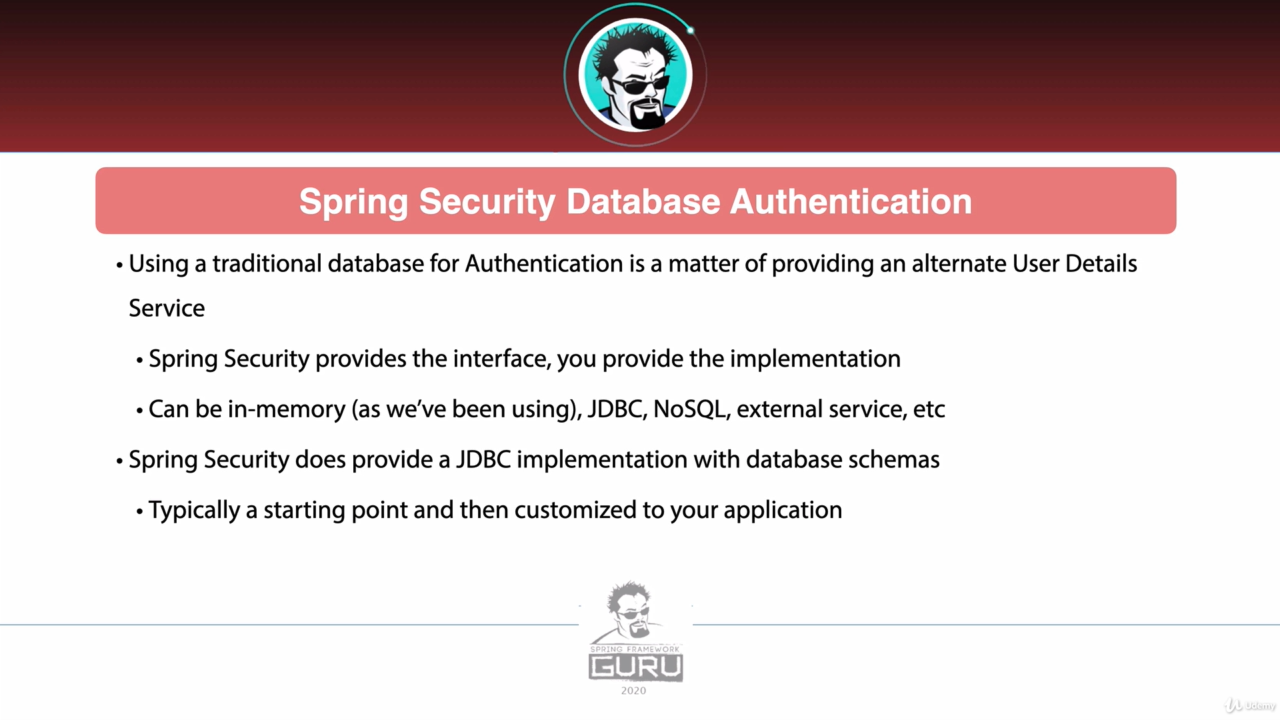 Spring Security Database Authentication
• Using a traditional database for Authentication is a matter of providing an alternate User Details
Service
• Spring Security provides the interface, you provide the implementation
• Can be in-memory (as we’ve been using), JDBC, NoSQL, external service, etc
• Spring Security does provide a JDBC implementation with database schemas
• Typically a starting point and then customized to your application
SPRING FRAMEWORK
GURU
2020
Udemy